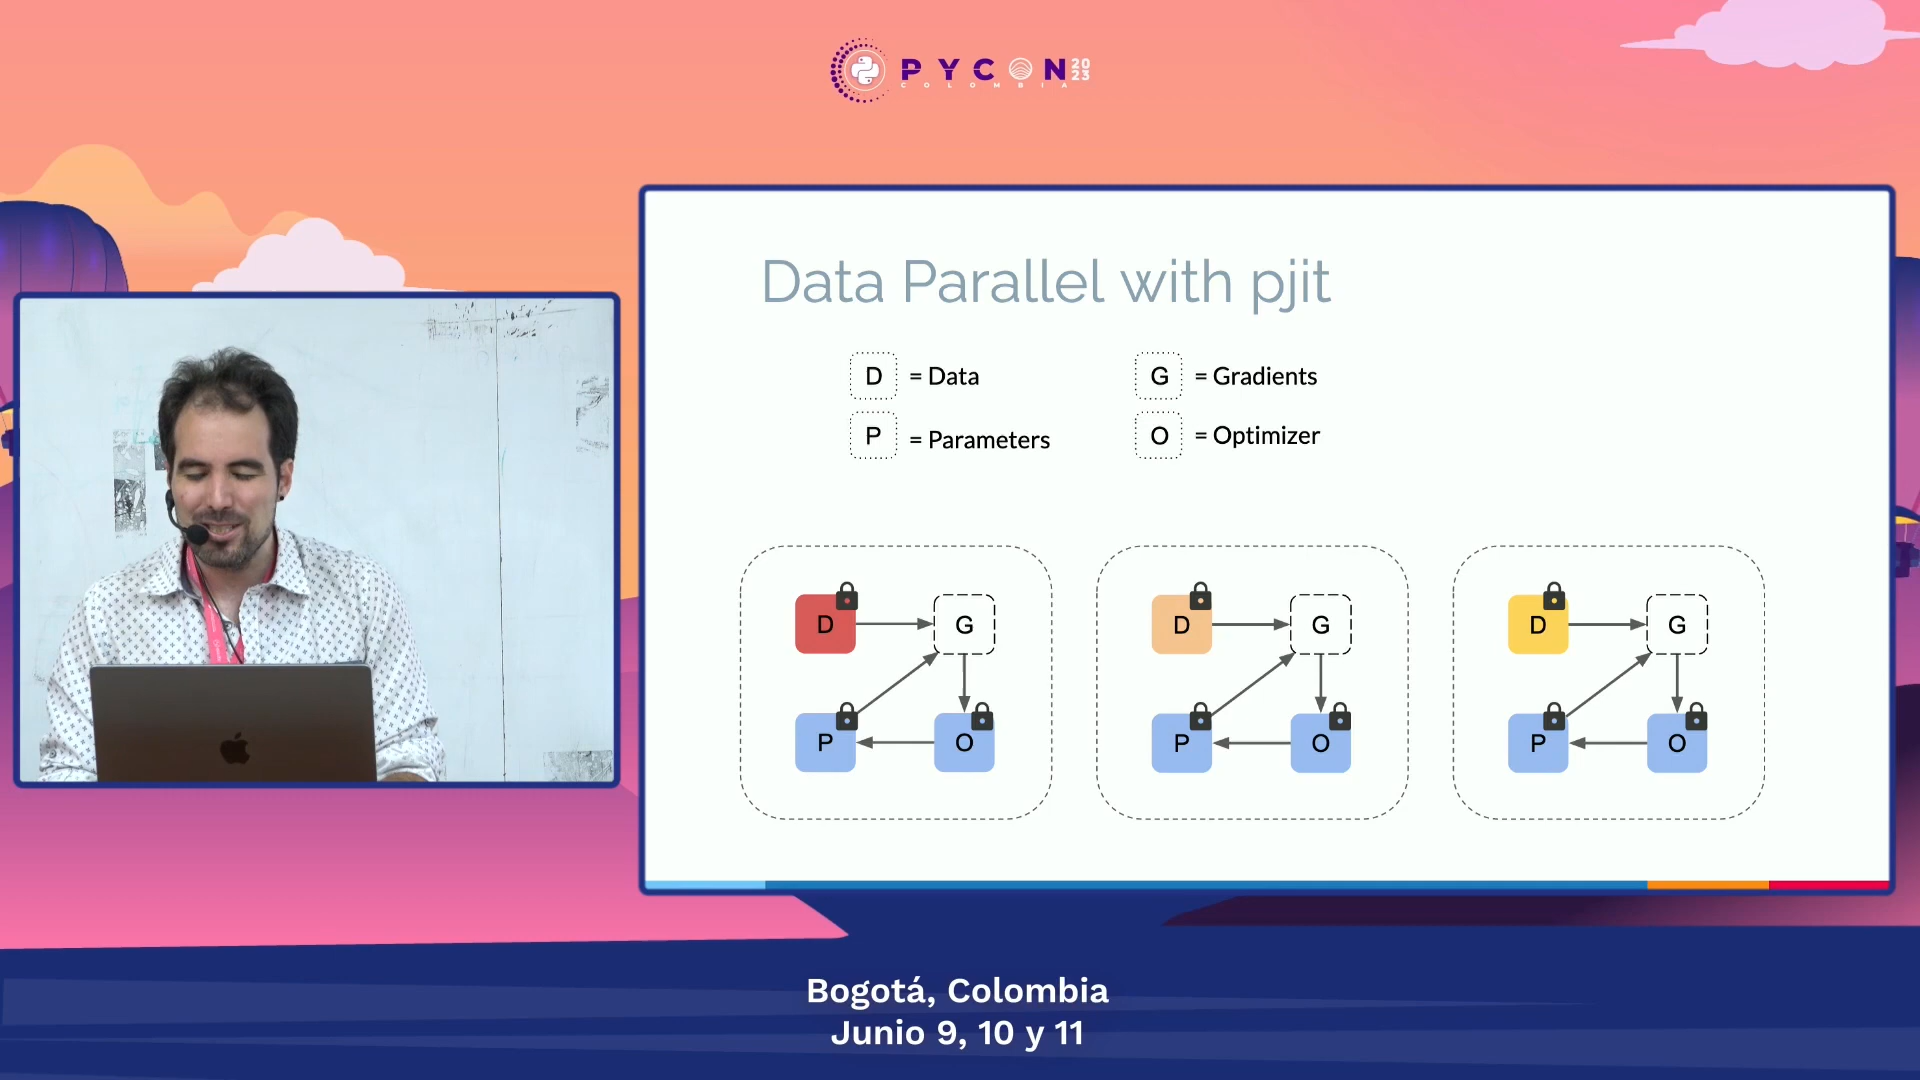 PYCON 2023
COLOMBIA
Data Parallel with pjit
D = Data
G = Gradients
P = Parameters
O = Optimizer
D G D G D G
P O P O P O
Bogotá, Colombia
Junio 9, 10 y 11